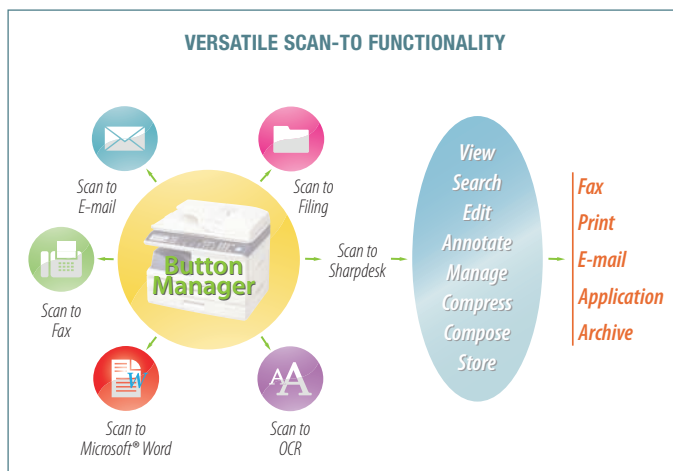 VERSATILE SCAN-TO FUNCTIONALITY
Scan to
E-mail
Scan to
Filing
Button
Manager
Scan to
Fax
Scan to
Sharpdesk
Scan to
Microsoft® Word
W
Scan to
OCR
AA
View
Search
Edit
Annotate
Manage
Compress
Compose
Store
Fax
Print
E-mail
Application
Archive